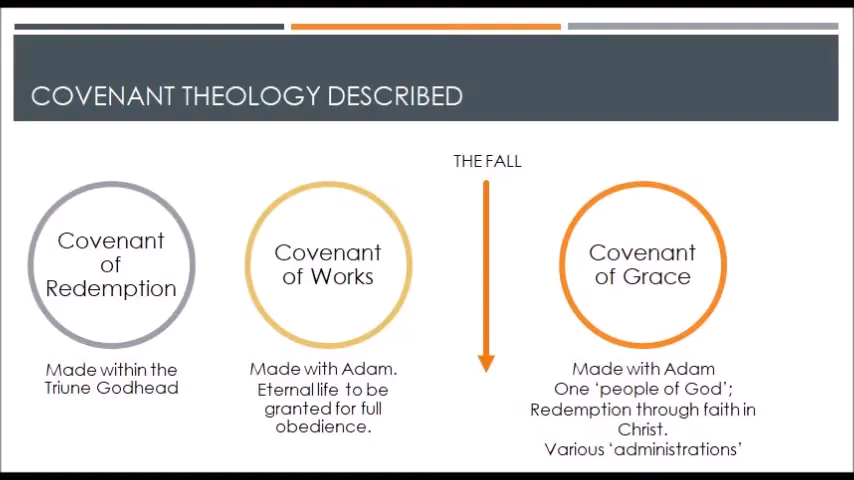 COVENANT THEOLOGY DESCRIBED
THE FALL
Covenant
of
Redemption
Made within the
Triune Godhead
Covenant
of Works
Made with Adam.
Eternal life to be
granted for full
obedience.
Covenant
of Grace
Made with Adam
One ‘people of God’;
Redemption through faith in
Christ.
Various ‘administrations’